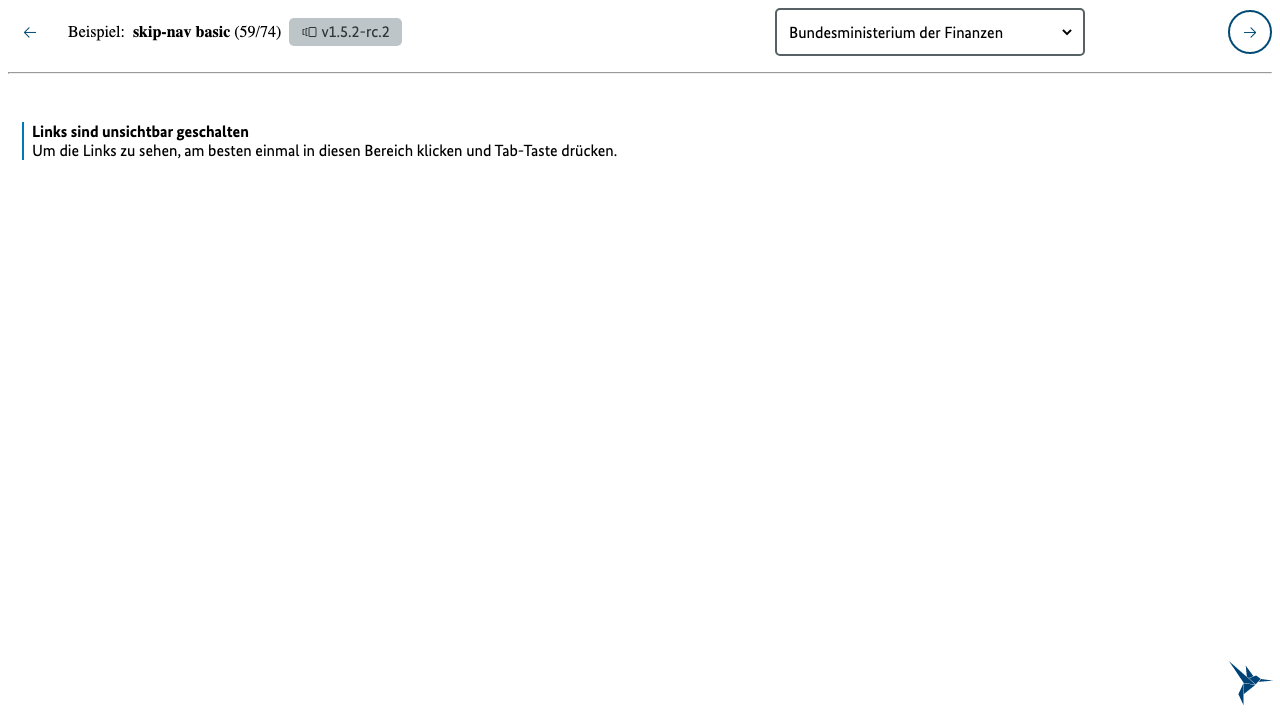 Beispiel: skip-nav basic (59/74) v1.5.2-rc.2 Bundesministerium der Finanzen
Links sind unsichtbar geschalten
Um die Links zu sehen, am besten einmal in diesen Bereich klicken und Tab-Taste drücken.